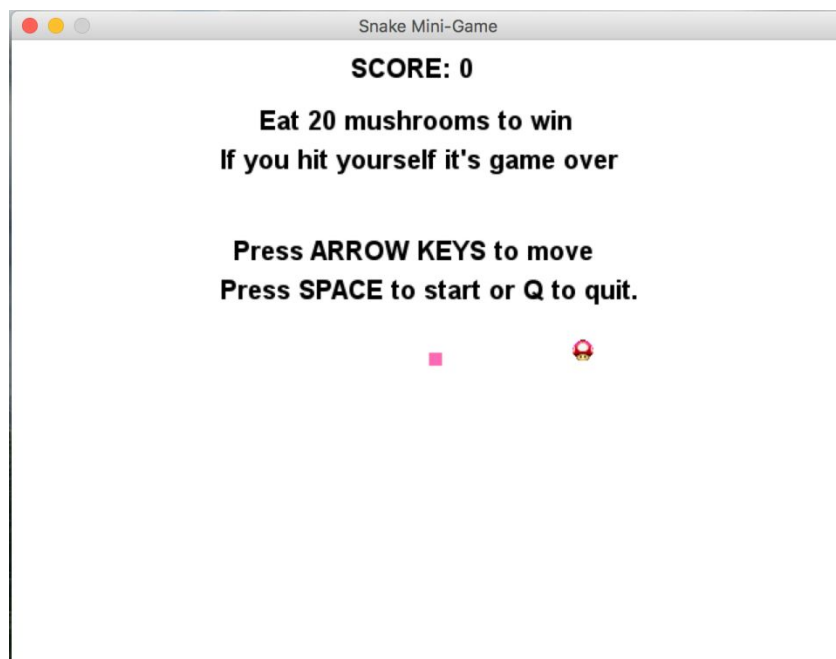 Snake Mini-Game
SCORE: 0
Eat 20 mushrooms to win
If you hit yourself it's game over
Press ARROW KEYS to move
Press SPACE to start or Q to quit.